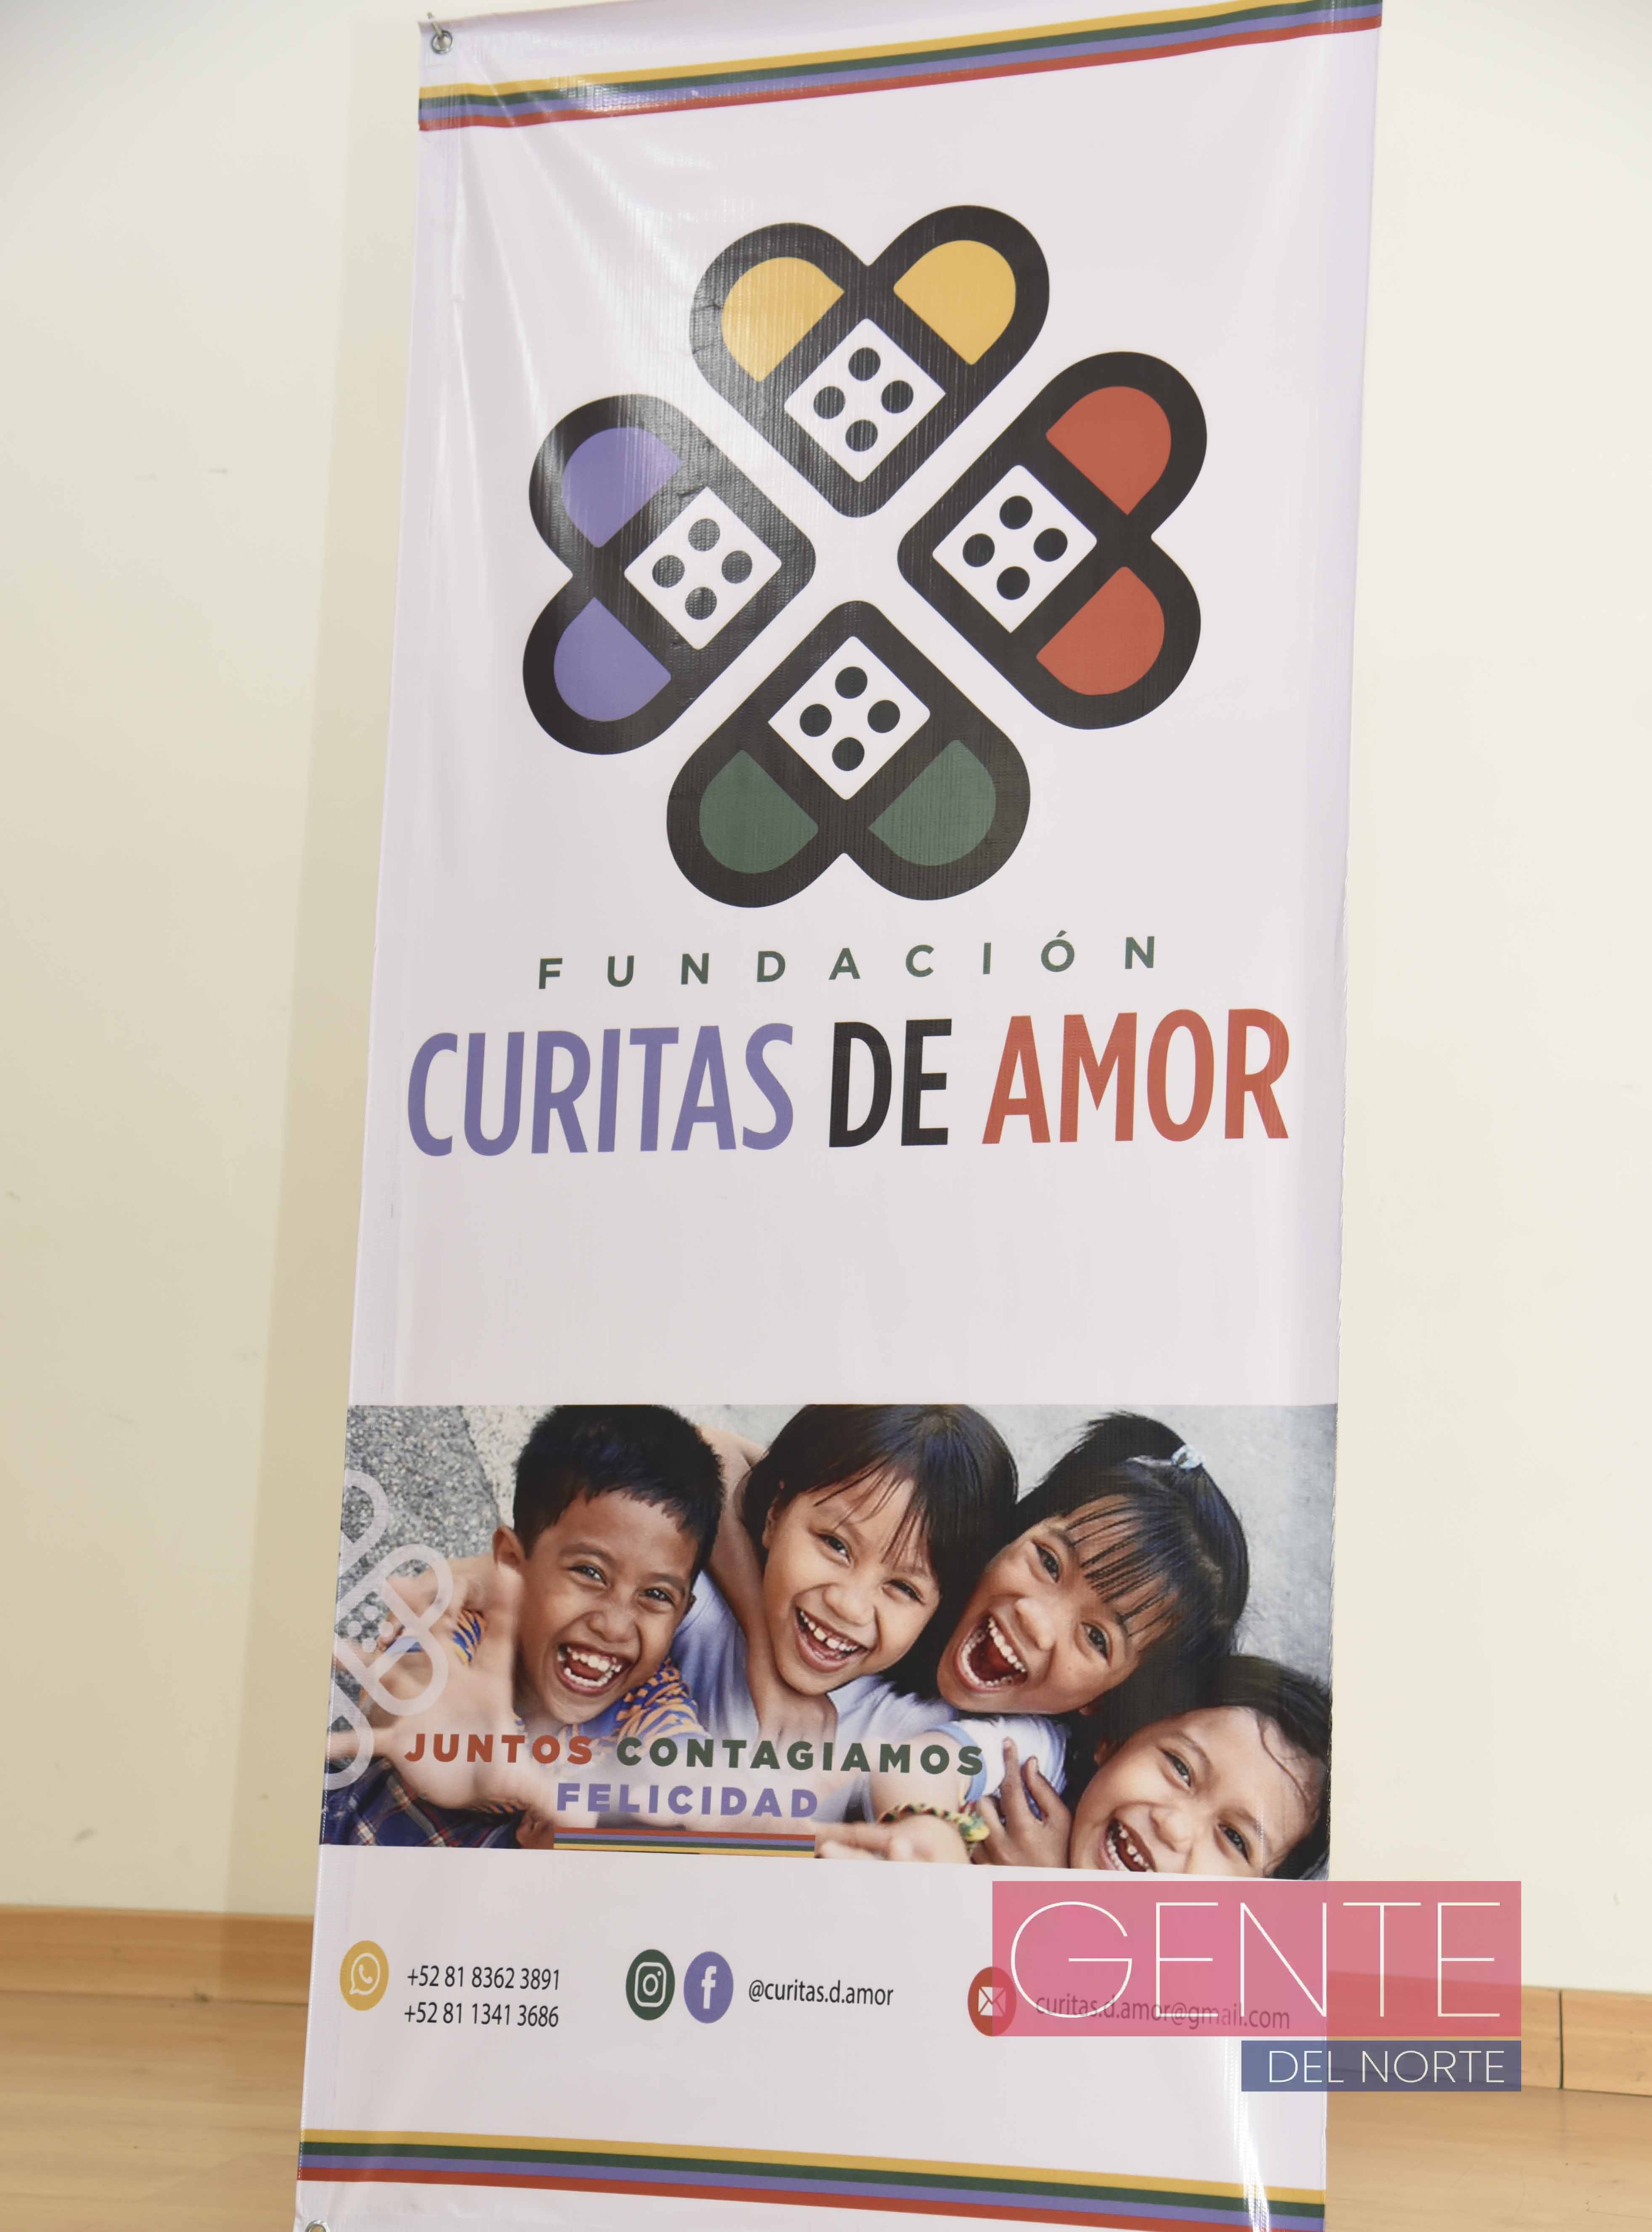 FUNDACIÓN
CURITAS DE AMOR
JUNTOS CONTAGIAMOS
FELICIDAD
+52 81 8362 3891
+52 81 1341 3686
@curitas.d.amor
curitas.d.amor@gmail.com
GENTE
DEL NORTE